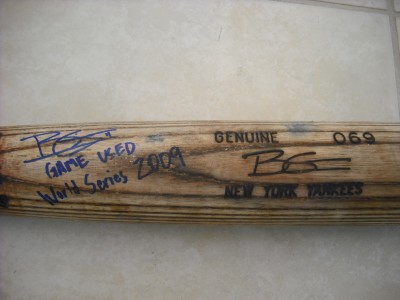 GAME USED
World Series 2009
GENUINE 069
NEW YORK YANKEES